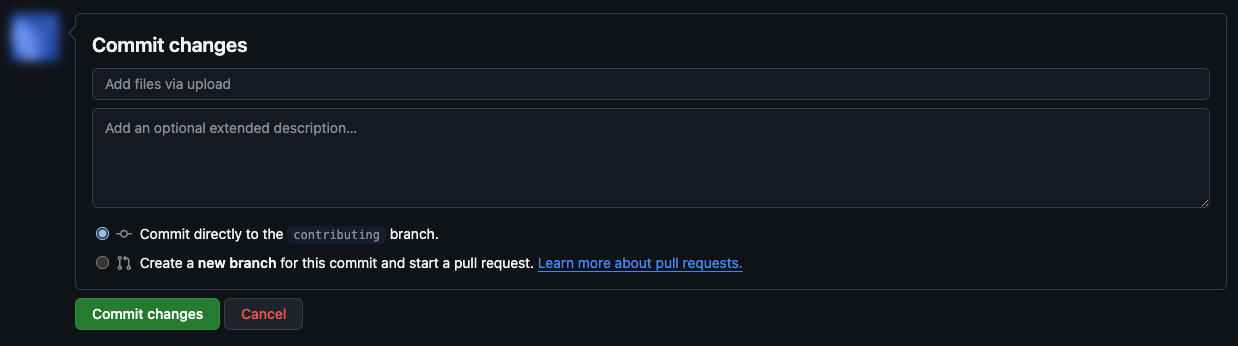 Commit changes
Add files via upload
Add an optional extended description...
Commit directly to the contributing branch.
Create a new branch for this commit and start a pull request. Learn more about pull requests.
Commit changes Cancel